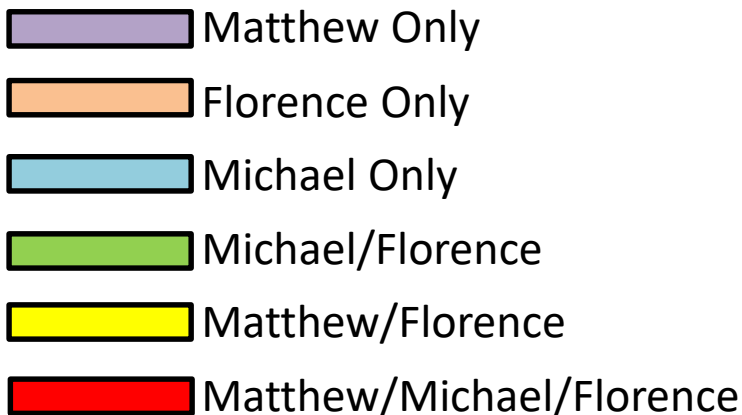 Matthew Only
Florence Only
Michael Only
Michael/Florence
Matthew/Florence
Matthew/Michael/Florence